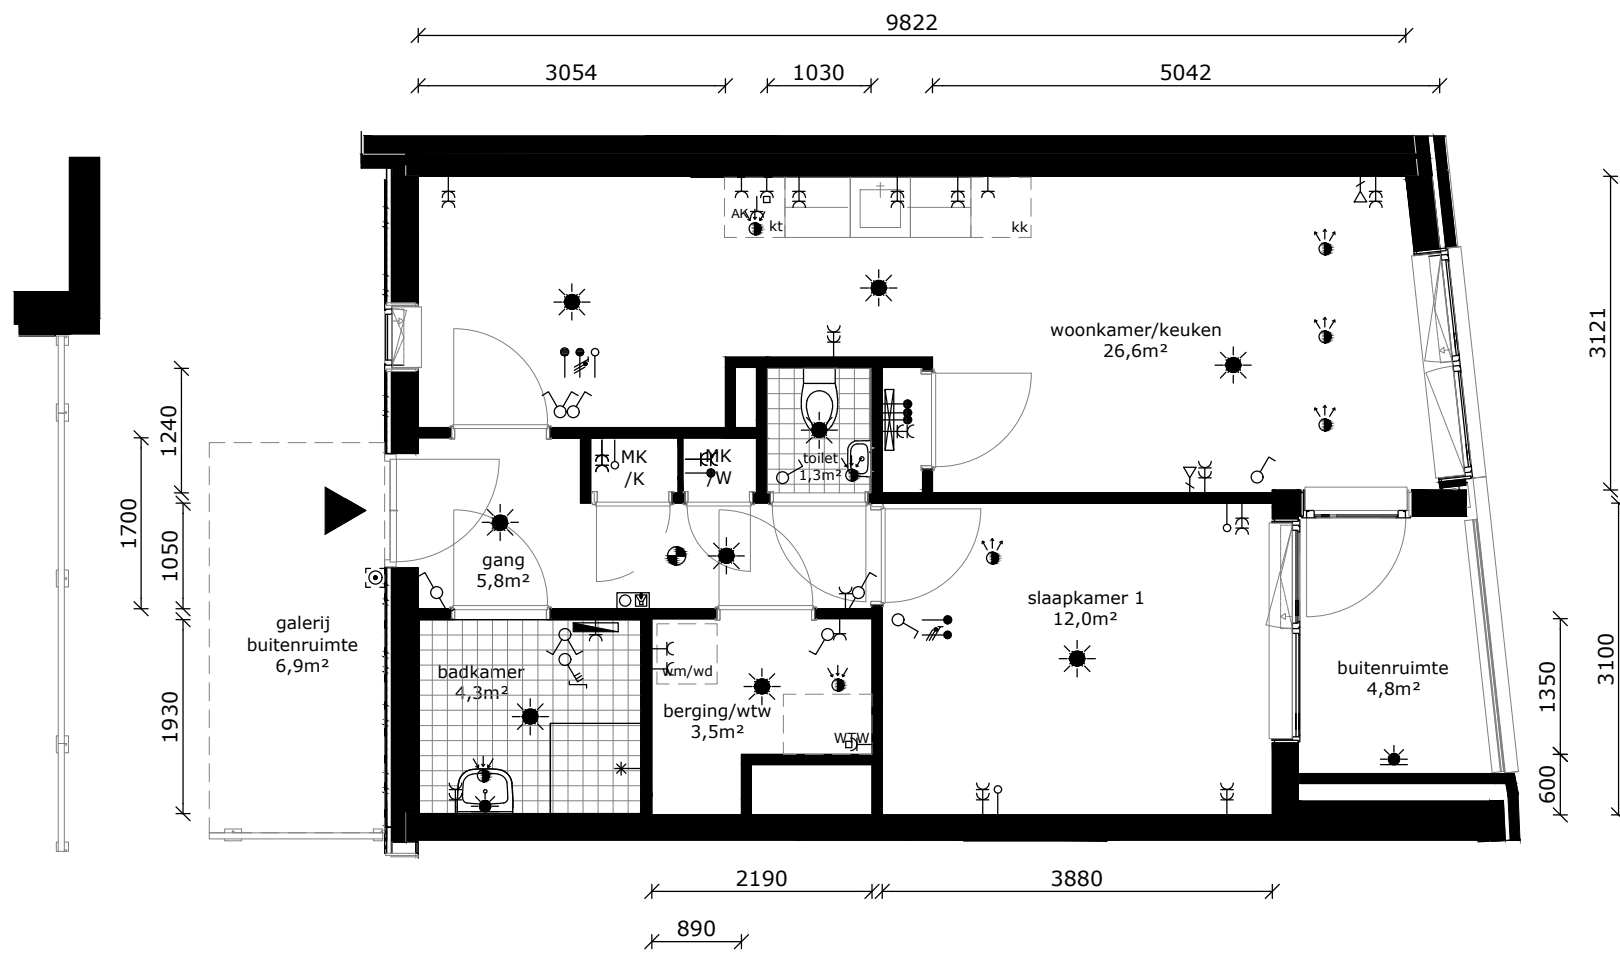 9822
3054
1030
5042
AK
kt
kk
woonkamer/keuken
26,6m²
3121
1240
1700
1050
1930
MK
/K
MK
/W
toilet
1,3m²
gang
5,8m²
galerij
buitenruimte
6,9m²
badkamer
4,3m²
wm/wd
berging/wtw
3,5m²
WTW
slaapkamer 1
12,0m²
buitenruimte
4,8m²
1350
3100
600
2190
3880
890